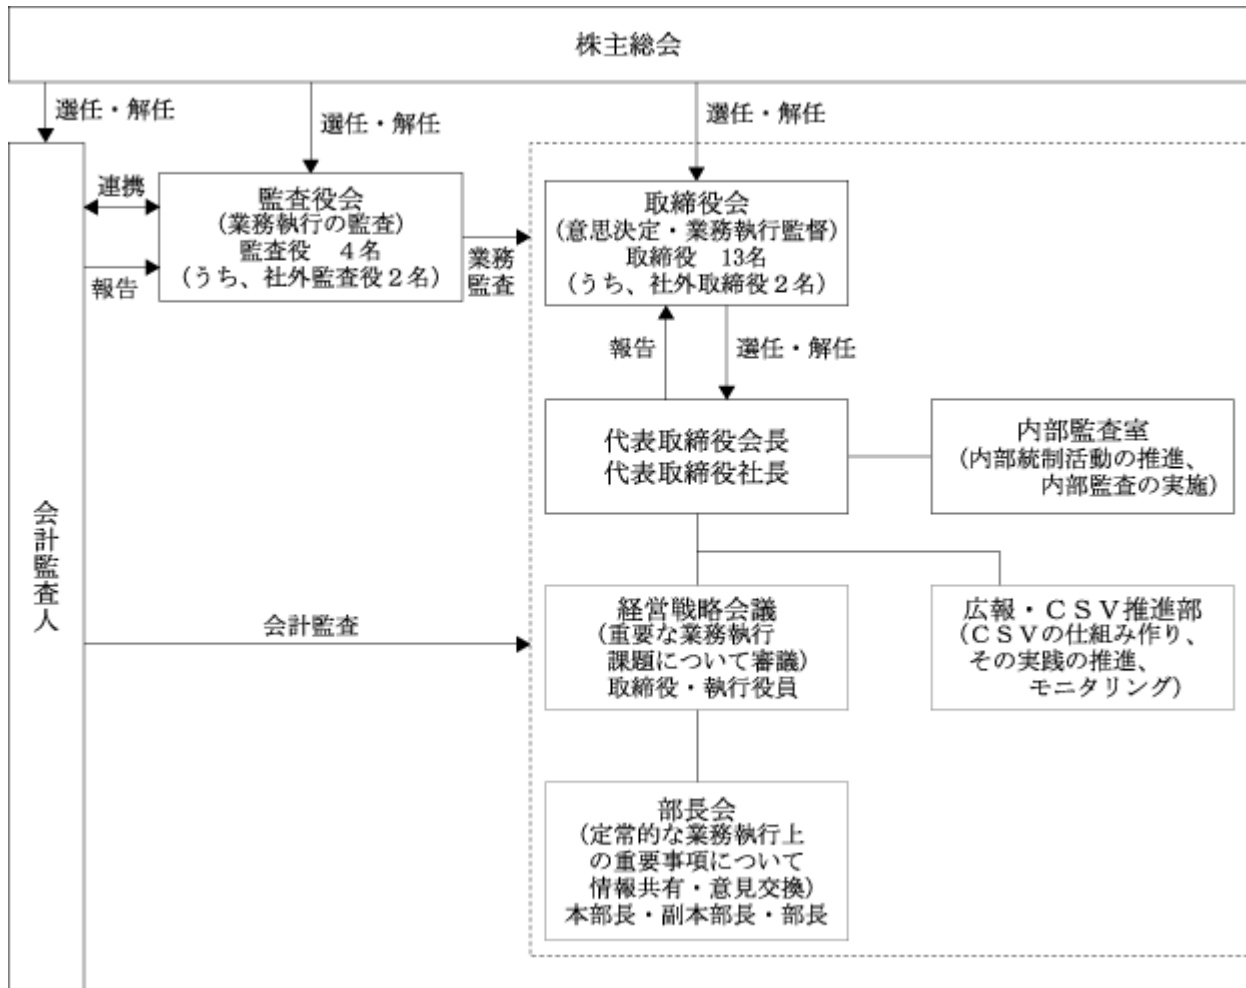 株主総会
選任・解任
選任・解任
選任・解任
連携
報告
監査役会
(業務執行の監査)
監査役　４名
(うち、社外監査役２名)
業務
監査
取締役会
(意思決定・業務執行監督)
取締役　13名
(うち、社外取締役２名)
報告
選任・解任
代表取締役会長
代表取締役社長
内部監査室
(内部統制活動の推進、
内部監査の実施)
会計監査人
会計監査
経営戦略会議
(重要な業務執行
課題について審議)
取締役・執行役員
広報・ＣＳＶ推進部
(ＣＳＶの仕組み作り、
その実践の推進、
モニタリング)
部長会
(定常的な業務執行上
の重要事項について
情報共有・意見交換)
本部長・副本部長・部長